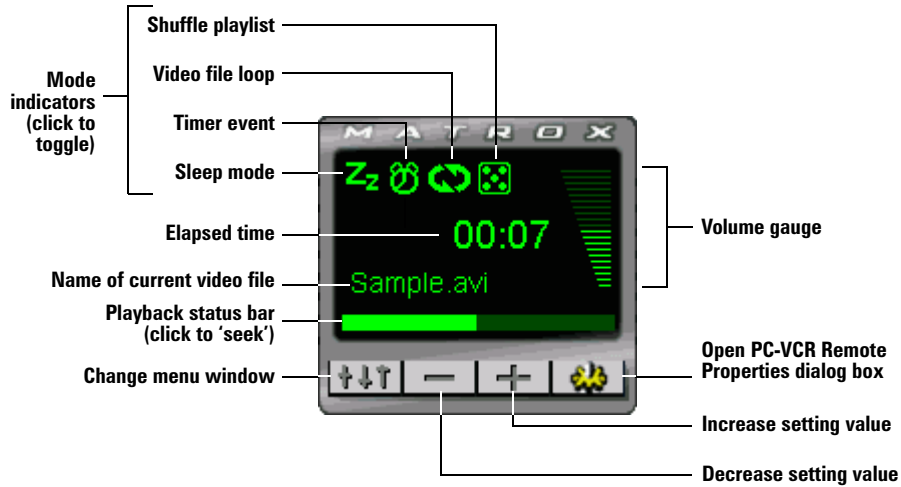 Shuffle playlist
Video file loop
Mode
indicators
(click to
toggle)
Timer event
Sleep mode
Elapsed time
Name of current video file
Playback status bar
(click to ‘seek’)
Change menu window
MATROX
Zz
00:07
Sample.avi
Volume gauge
Open PC-VCR Remote
Properties dialog box
Increase setting value
Decrease setting value